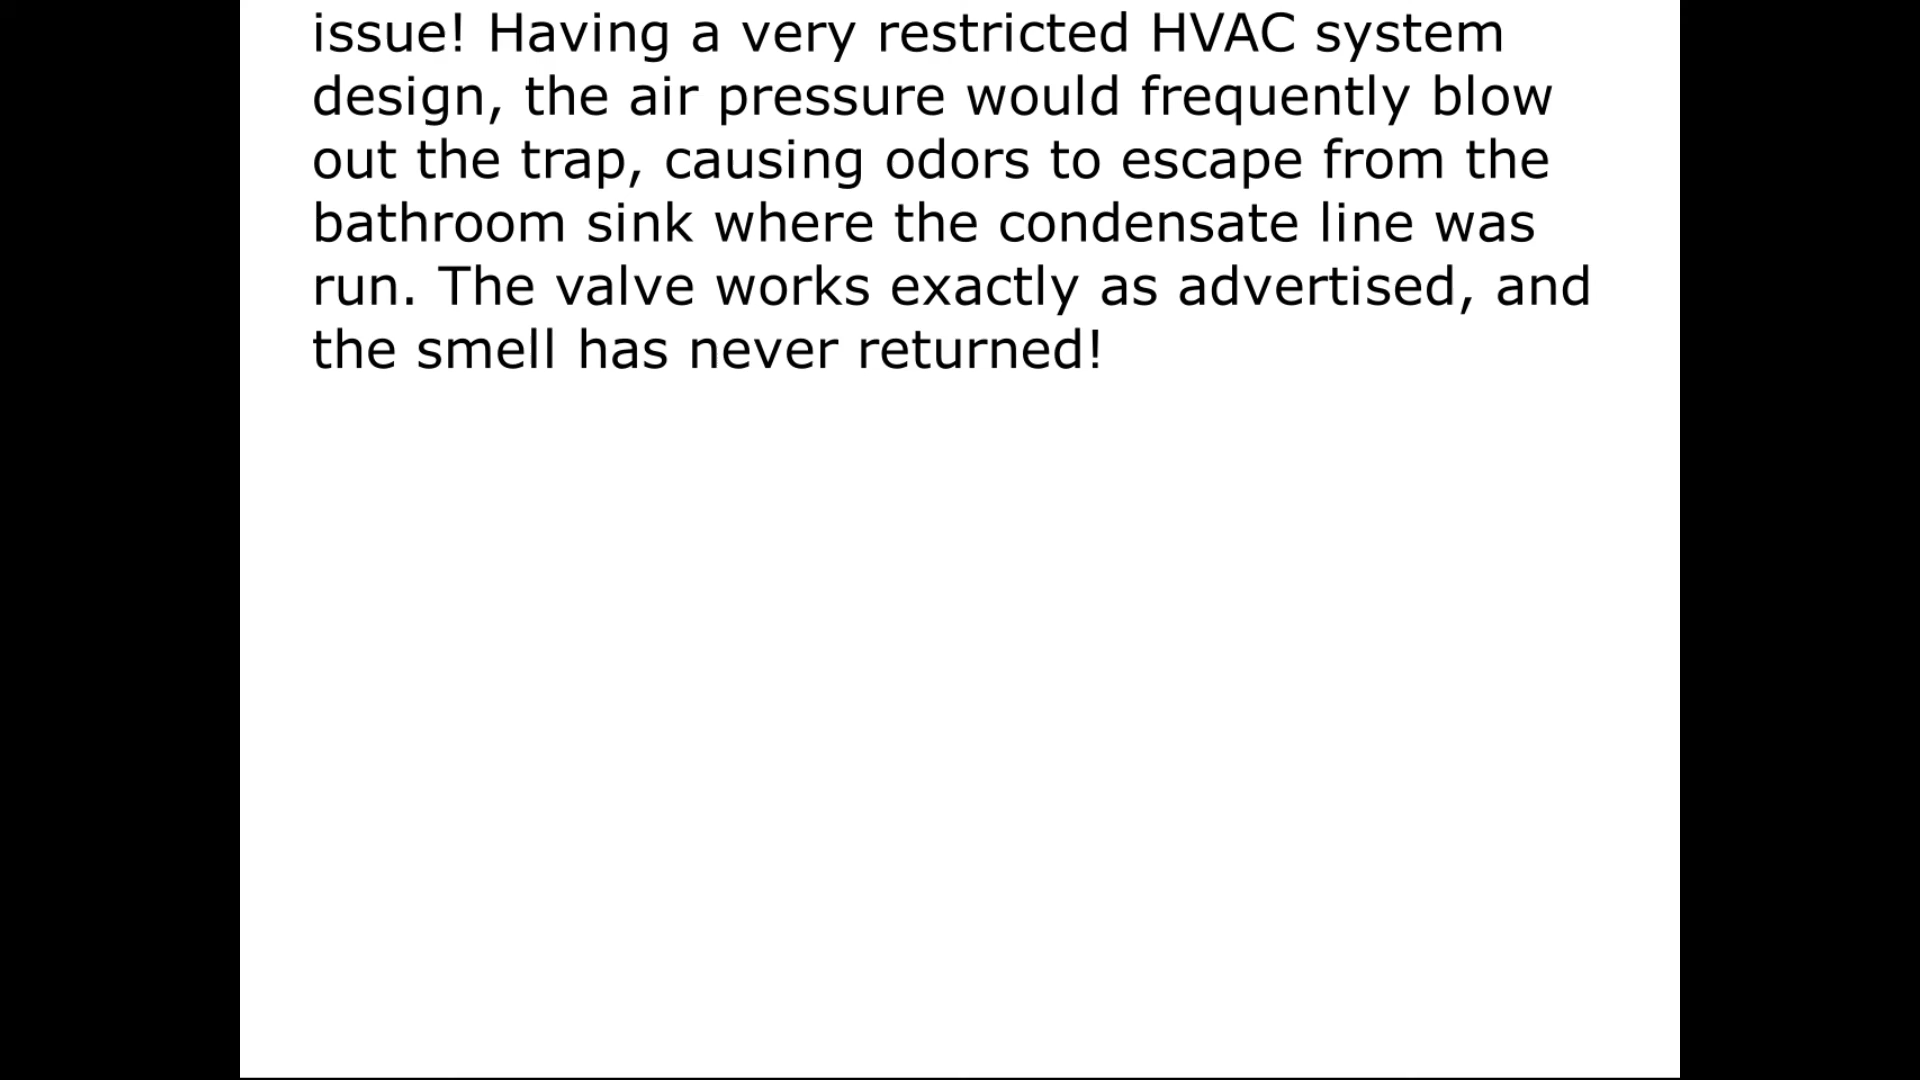 issue! Having a very restricted HVAC system
design, the air pressure would frequently blow
out the trap, causing odors to escape from the
bathroom sink where the condensate line was
run. The valve works exactly as advertised, and
the smell has never returned!